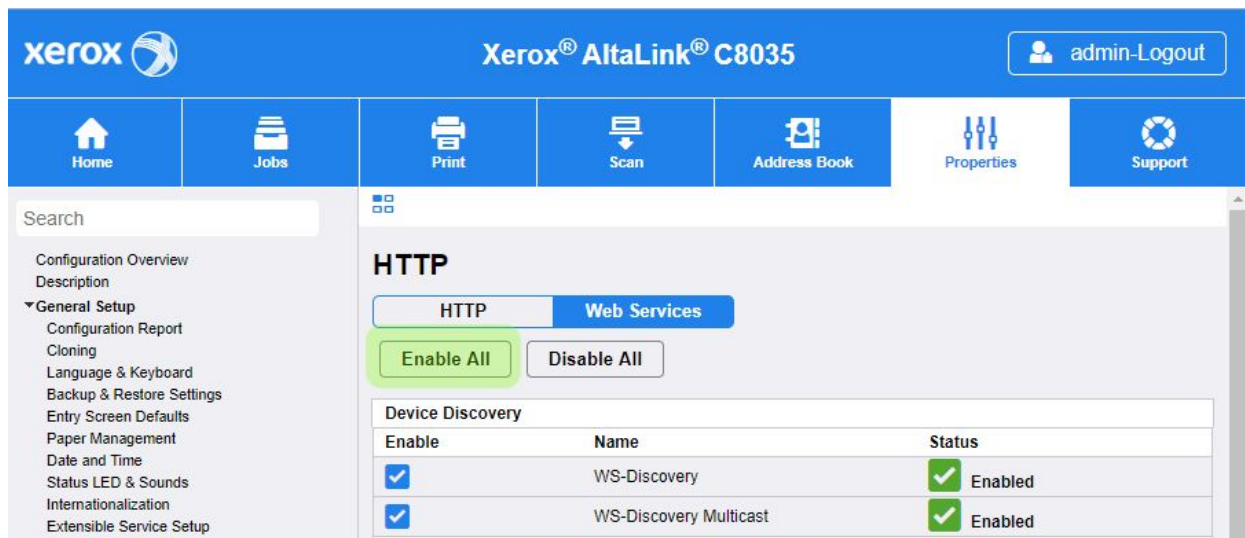 xerox
Xerox® AltaLink® C8035
admin-Logout
Home
Jobs
Print
Scan
Address Book
Properties
Support
Search
Configuration Overview
Description
General Setup
Configuration Report
Cloning
Language & Keyboard
Backup & Restore Settings
Entry Screen Defaults
Paper Management
Date and Time
Status LED & Sounds
Internationalization
Extensible Service Setup
HTTP
HTTP Web Services
Enable All Disable All
Device Discovery
Enable Name Status
WS-Discovery Enabled
WS-Discovery Multicast Enabled